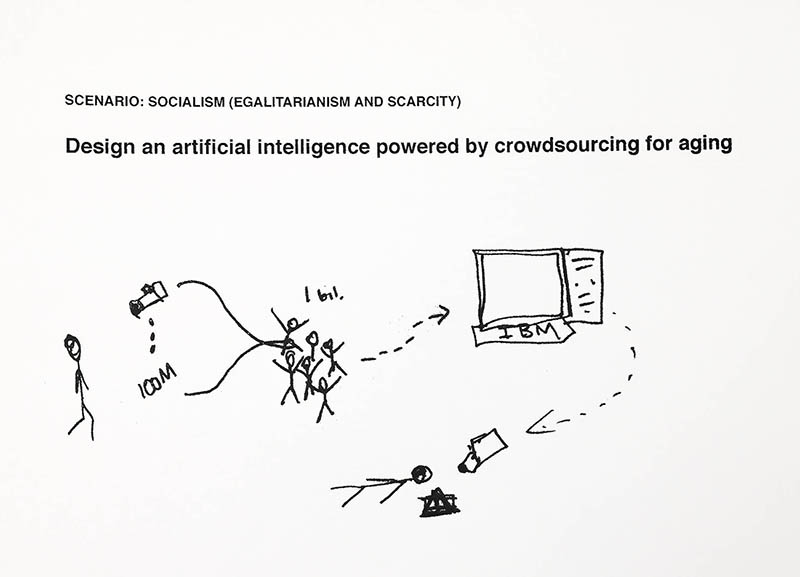 SCENARIO: SOCIALISM (EGALITARIANISM AND SCARCITY)
Design an artificial intelligence powered by crowdsourcing for aging
1 bil.
IBM
100M